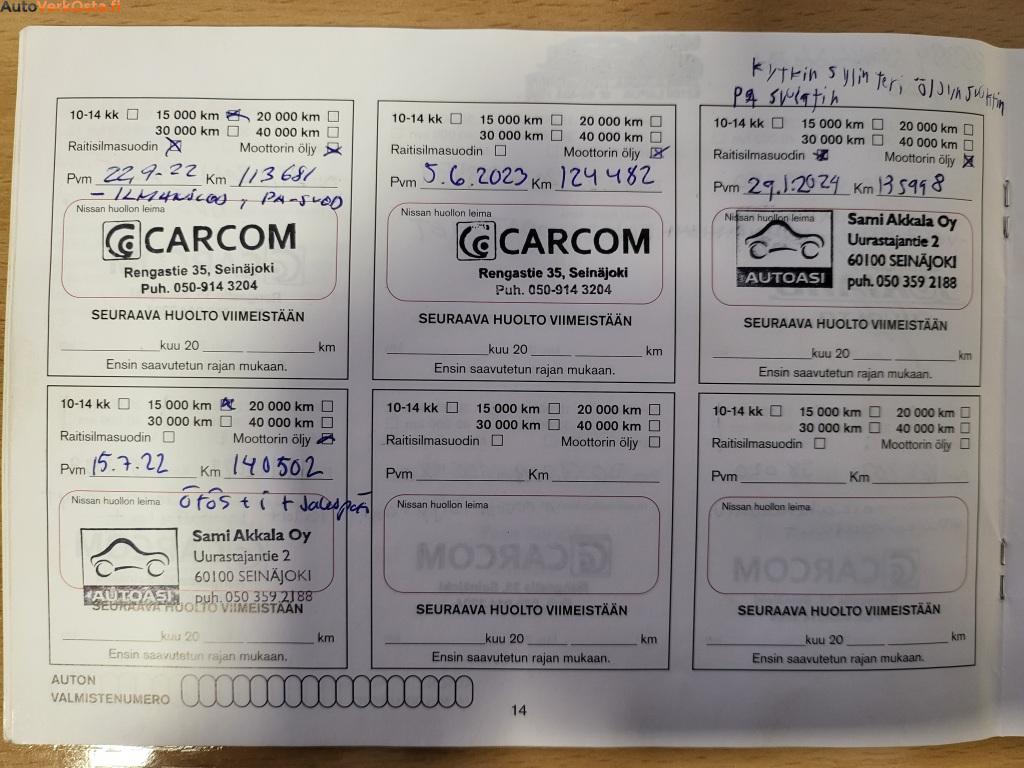 AutoVerkosta.fi
kytkin sylinteri, öljynsuodatin
pa suodatin
10-14 kk 15 000 km 20 000 km
30 000 km 40 000 km
Raitisilmasuodin Moottorin öljy
Pvm 22.9-22 Km 113681
- ILMANSUOD, PA-SUOD
Nissan huollon leima
CARCOM
Rengastie 35, Seinäjoki
Puh. 050-914 3204
SEURAAVA HUOLTO VIIMEISTÄÄN
kuu 20 km
Ensin saavutetun rajan mukaan.
10-14 kk 15 000 km 20 000 km
30 000 km 40 000 km
Raitisilmasuodin Moottorin öljy
Pvm 5.6.2023 Km 124482
Nissan huollon leima
CARCOM
Rengastie 35, Seinäjoki
Puh. 050-914 3204
SEURAAVA HUOLTO VIIMEISTÄÄN
kuu 20 km
Ensin saavutetun rajan mukaan.
10-14 kk 15 000 km 20 000 km
30 000 km 40 000 km
Raitisilmasuodin Moottorin öljy
Pvm 29.1.2024 Km 135998
Nissan huollon leima
AUTOASI
Sami Akkala Oy
Uurastajantie 2
60100 SEINÄJOKI
puh. 050 359 2188
SEURAAVA HUOLTO VIIMEISTÄÄN
kuu 20 km
Ensin saavutetun rajan mukaan.
10-14 kk 15 000 km 20 000 km
30 000 km 40 000 km
Raitisilmasuodin Moottorin öljy
Pvm 15.7.22 Km 140502
Nissan huollon leima
AUTOASI
Sami Akkala Oy
Uurastajantie 2
60100 SEINÄJOKI
puh. 050 359 2188
SEURAAVA HUOLTO VIIMEISTÄÄN
kuu 20 km
Ensin saavutetun rajan mukaan.
10-14 kk 15 000 km 20 000 km
30 000 km 40 000 km
Raitisilmasuodin Moottorin öljy
Pvm Km
Nissan huollon leima
SEURAAVA HUOLTO VIIMEISTÄÄN
kuu 20 km
Ensin saavutetun rajan mukaan.
10-14 kk 15 000 km 20 000 km
30 000 km 40 000 km
Raitisilmasuodin Moottorin öljy
Pvm Km
Nissan huollon leima
SEURAAVA HUOLTO VIIMEISTÄÄN
kuu 20 km
Ensin saavutetun rajan mukaan.
AUTON
VALMISTENUMERO
14